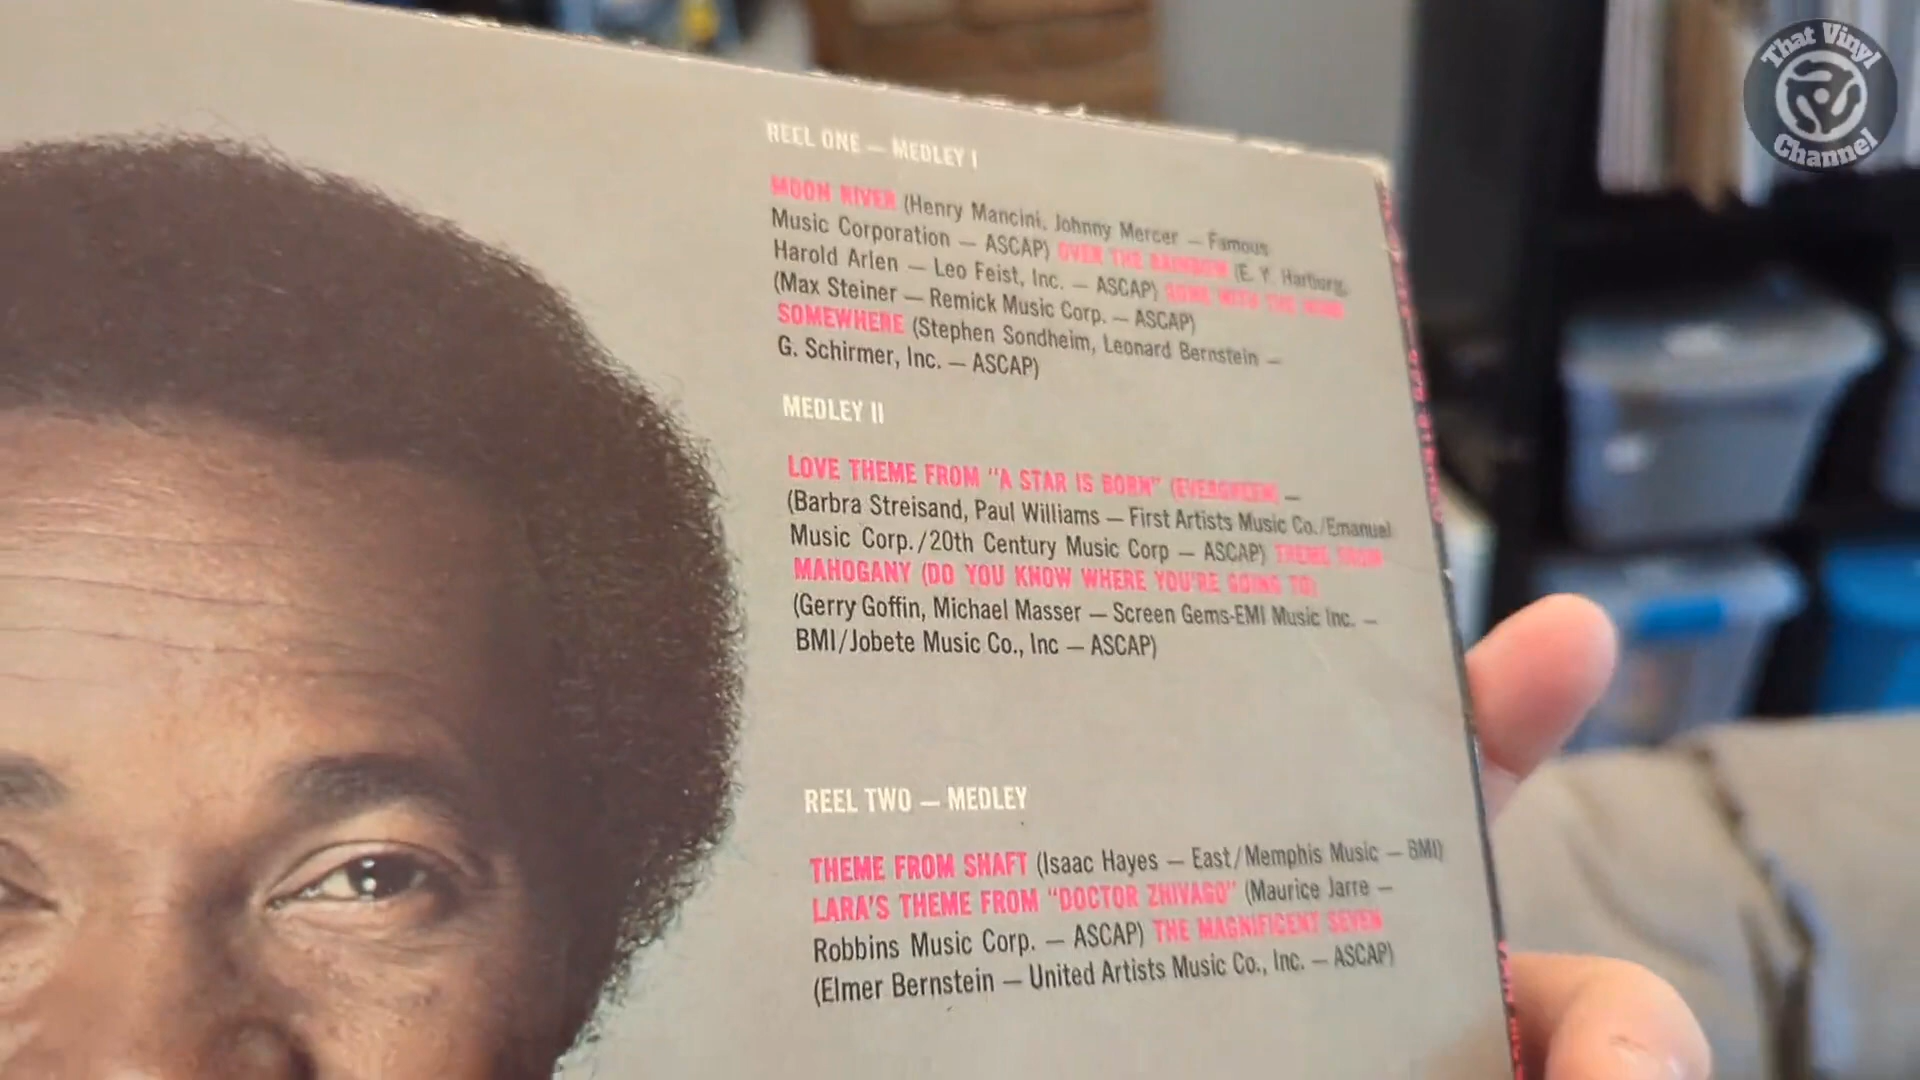 That Vinyl
Channel
REEL ONE — MEDLEY I
MOON RIVER (Henry Mancini, Johnny Mercer — Famous
Music Corporation — ASCAP) OVER THE RAINBOW (E. Y. Harburg,
Harold Arlen — Leo Feist, Inc. — ASCAP) GONE WITH THE WIND
(Max Steiner — Remick Music Corp. — ASCAP)
SOMEWHERE (Stephen Sondheim, Leonard Bernstein —
G. Schirmer, Inc. — ASCAP)
MEDLEY II
LOVE THEME FROM "A STAR IS BORN" (EVERGREEN) —
(Barbra Streisand, Paul Williams — First Artists Music Co./Emanuel
Music Corp./20th Century Music Corp — ASCAP) THEME FROM
MAHOGANY (DO YOU KNOW WHERE YOU'RE GOING TO)
(Gerry Goffin, Michael Masser — Screen Gems-EMI Music Inc. —
BMI/Jobete Music Co., Inc — ASCAP)
REEL TWO — MEDLEY
THEME FROM SHAFT (Isaac Hayes — East/Memphis Music — BMI)
LARA'S THEME FROM "DOCTOR ZHIVAGO" (Maurice Jarre —
Robbins Music Corp. — ASCAP) THE MAGNIFICENT SEVEN
(Elmer Bernstein — United Artists Music Co., Inc. — ASCAP)